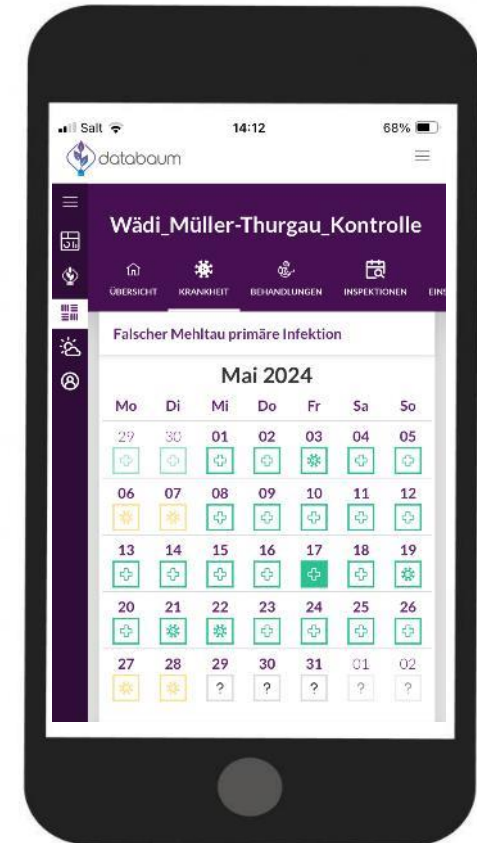 Salt 14:12 68%
databaum
Wädi_Müller-Thurgau_Kontrolle
ÜBERSICHT KRANKHEIT BEHANDLUNGEN INSPEKTIONEN EINS
Falscher Mehltau primäre Infektion
Mai 2024
Mo Di Mi Do Fr Sa So
29 30 01 02 03 04 05
06 07 08 09 10 11 12
13 14 15 16 17 18 19
20 21 22 23 24 25 26
27 28 29 30 31 01 02
? ? ? ? ?